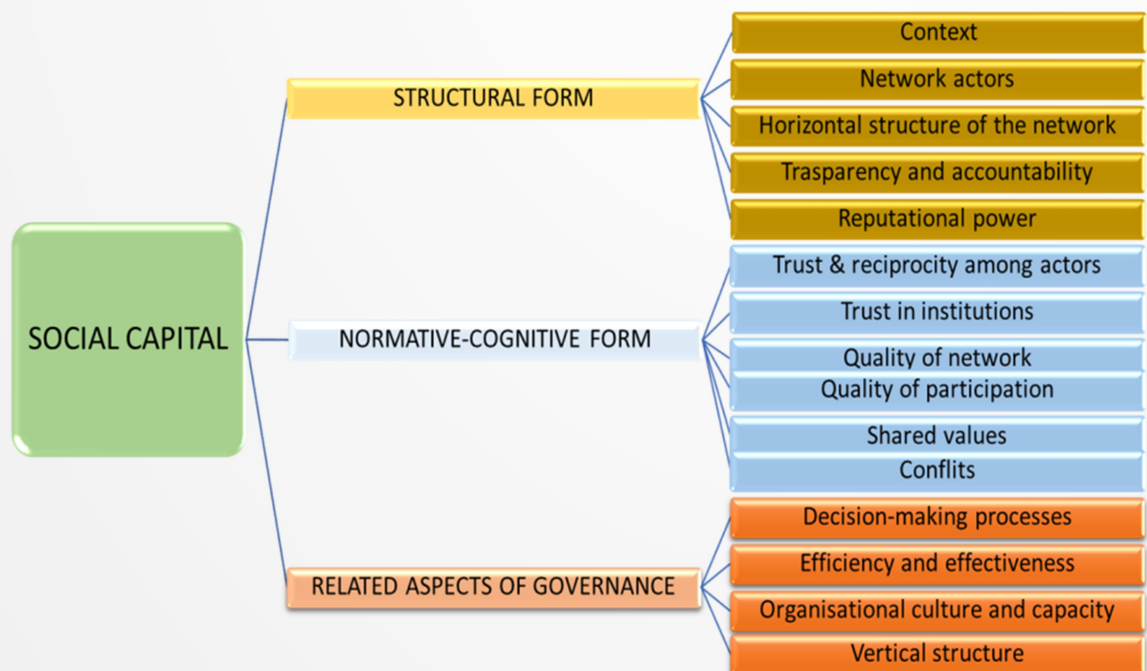 SOCIAL CAPITAL
STRUCTURAL FORM
Context
Network actors
Horizontal structure of the network
Trasparency and accountability
Reputational power
NORMATIVE-COGNITIVE FORM
Trust & reciprocity among actors
Trust in institutions
Quality of network
Quality of participation
Shared values
Conflits
RELATED ASPECTS OF GOVERNANCE
Decision-making processes
Efficiency and effectiveness
Organisational culture and capacity
Vertical structure